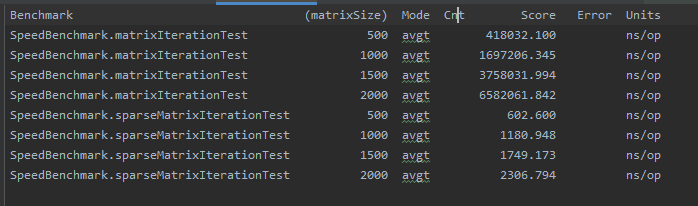 Benchmark (matrixSize) Mode Cnt Score Error Units
SpeedBenchmark.matrixIterationTest 500 avgt 418032.100 ns/op
SpeedBenchmark.matrixIterationTest 1000 avgt 1697206.345 ns/op
SpeedBenchmark.matrixIterationTest 1500 avgt 3758031.994 ns/op
SpeedBenchmark.matrixIterationTest 2000 avgt 6582061.842 ns/op
SpeedBenchmark.sparseMatrixIterationTest 500 avgt 602.600 ns/op
SpeedBenchmark.sparseMatrixIterationTest 1000 avgt 1180.948 ns/op
SpeedBenchmark.sparseMatrixIterationTest 1500 avgt 1749.173 ns/op
SpeedBenchmark.sparseMatrixIterationTest 2000 avgt 2306.794 ns/op